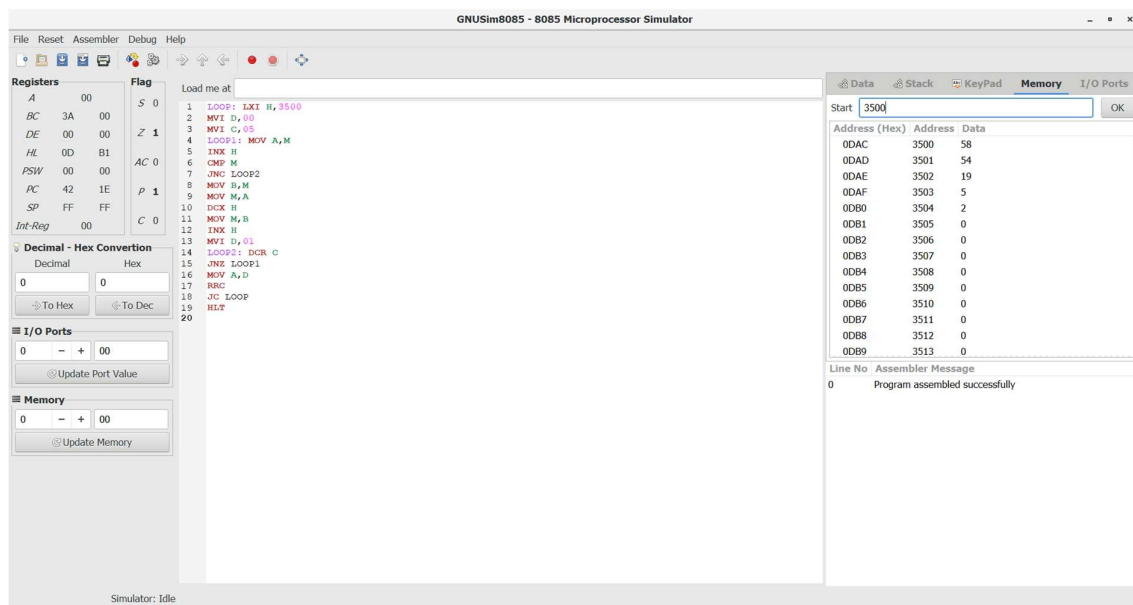 GNUSim8085 - 8085 Microprocessor Simulator
File Reset Assembler Debug Help
Registers
A 00
BC 3A 00
DE 00 00
HL 0D B1
PSW 00 00
PC 42 1E
SP FF FF
Int-Reg 00
Flag
S 0
Z 1
AC 0
P 1
C 0
Decimal - Hex Convertion
Decimal Hex
0 0
To Hex To Dec
I/O Ports
0 − + 00
Update Port Value
Memory
0 − + 00
Update Memory
Load me at
1 LOOP: LXI H,3500
2 MVI D,00
3 MVI C,05
4 LOOP1: MOV A,M
5 INX H
6 CMP M
7 JNC LOOP2
8 MOV B,M
9 MOV M,A
10 DCX H
11 MOV M,B
12 INX H
13 MVI D,01
14 LOOP2: DCR C
15 JNZ LOOP1
16 MOV A,D
17 RRC
18 JC LOOP
19 HLT
20
Data Stack KeyPad Memory I/O Ports
Start 3500 OK
Address (Hex) Address Data
0DAC 3500 58
0DAD 3501 54
0DAE 3502 19
0DAF 3503 5
0DB0 3504 2
0DB1 3505 0
0DB2 3506 0
0DB3 3507 0
0DB4 3508 0
0DB5 3509 0
0DB6 3510 0
0DB7 3511 0
0DB8 3512 0
0DB9 3513 0
Line No Assembler Message
0 Program assembled successfully
Simulator: Idle